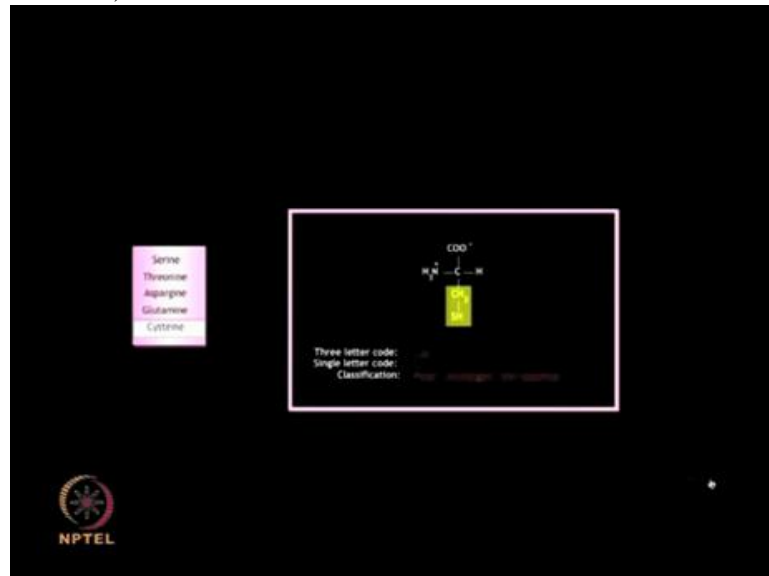 Serine
Threonine
Aspargine
Glutamine
Cysteine
COO⁻
H₃N⁺ — C — H
CH₂
SH
Three letter code:
Single letter code:
Classification:
NPTEL